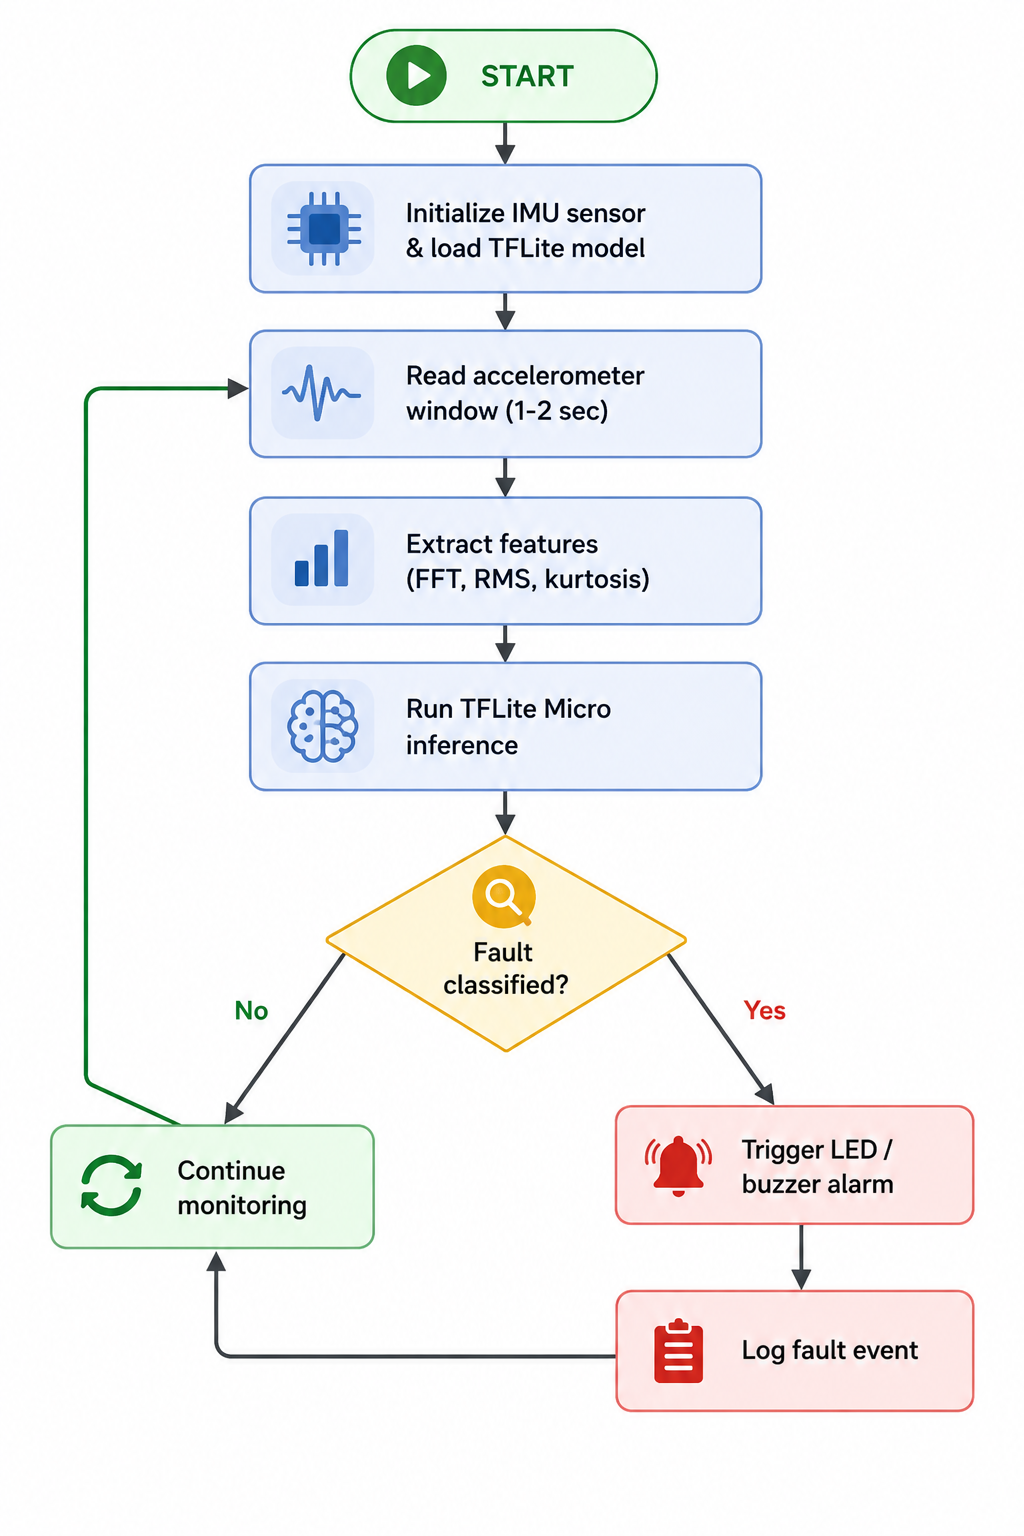 START
Initialize IMU sensor
& load TFLite model
Read accelerometer
window (1-2 sec)
Extract features
(FFT, RMS, kurtosis)
Run TFLite Micro
inference
Fault
classified?
No
Yes
Continue
monitoring
Trigger LED /
buzzer alarm
Log fault event